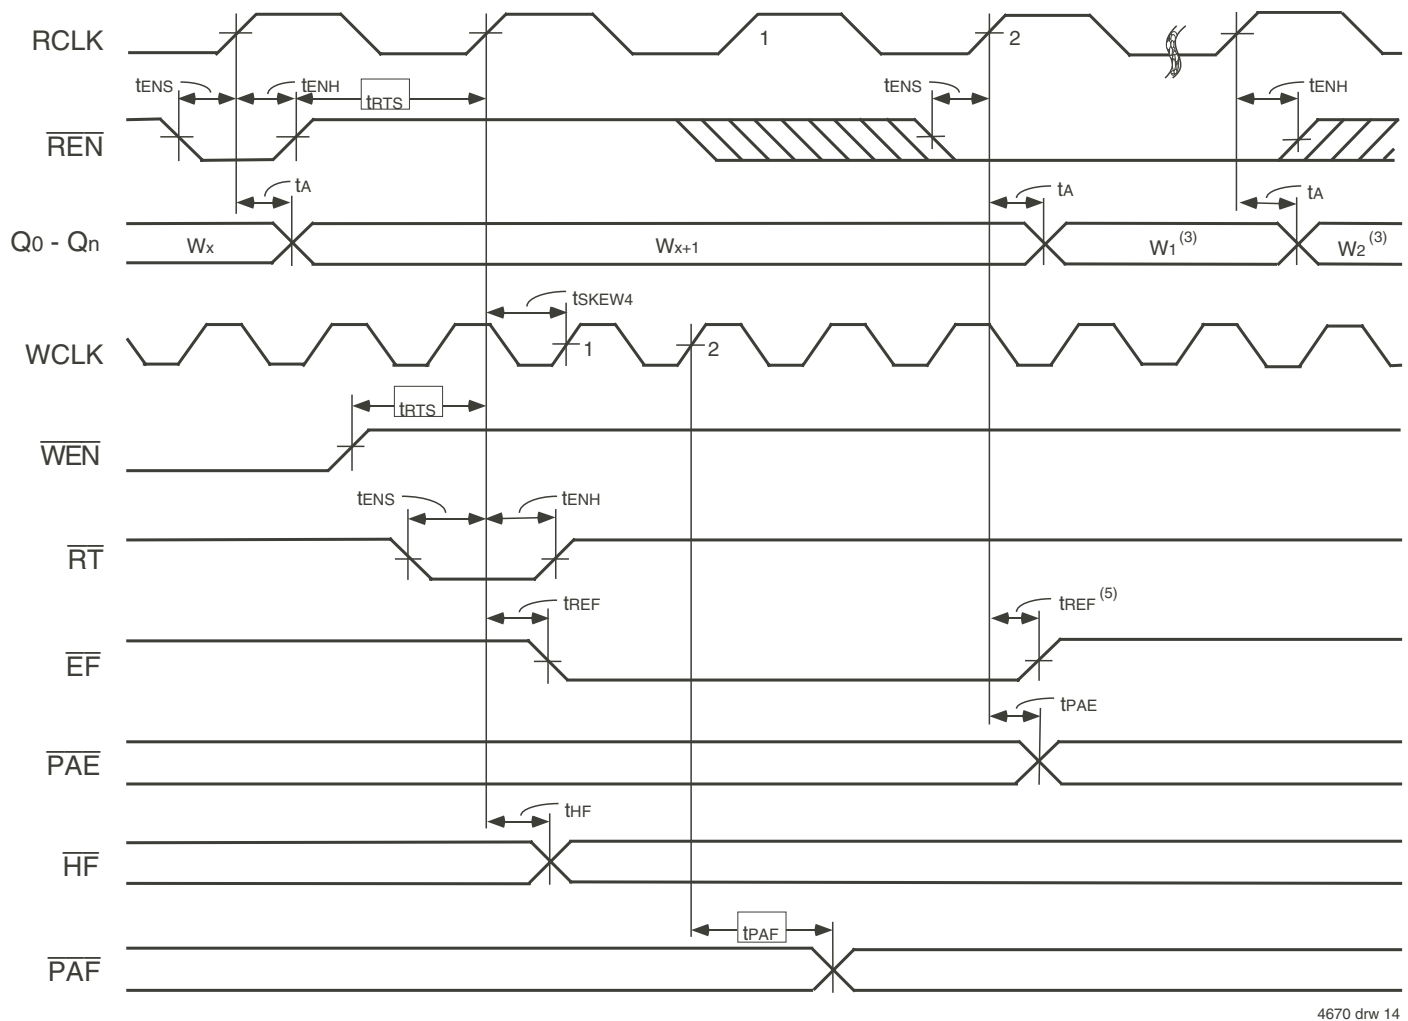 RCLK
1
2
tENS
tENH
tRTS
tENS
tENH
REN
tA
tA
tA
Q0 - Qn
Wx
Wx+1
W1 (3)
W2 (3)
tSKEW4
WCLK
1
2
tRTS
WEN
tENS
tENH
RT
tREF
tREF (5)
EF
tPAE
PAE
tHF
HF
tPAF
PAF
4670 drw 14